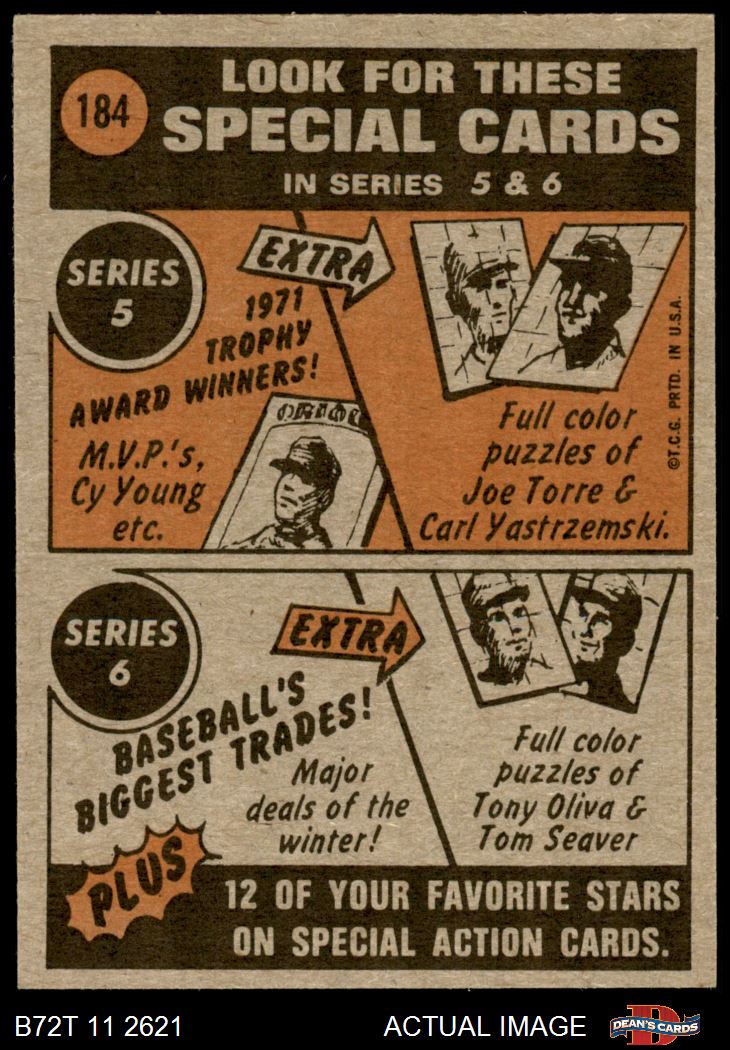 184
LOOK FOR THESE
SPECIAL CARDS
IN SERIES 5 & 6
SERIES
5
EXTRA
1971
TROPHY
AWARD WINNERS!
M.V.P.'s,
Cy Young
etc.
Full color
puzzles of
Joe Torre &
Carl Yastrzemski.
©T.C.G. PRTD. IN U.S.A.
SERIES
6
EXTRA
BASEBALL'S
BIGGEST TRADES!
Major
deals of the
winter!
Full color
puzzles of
Tony Oliva &
Tom Seaver
PLUS
12 OF YOUR FAVORITE STARS
ON SPECIAL ACTION CARDS.
B72T 11 2621
ACTUAL IMAGE
D
DEAN'S CARDS